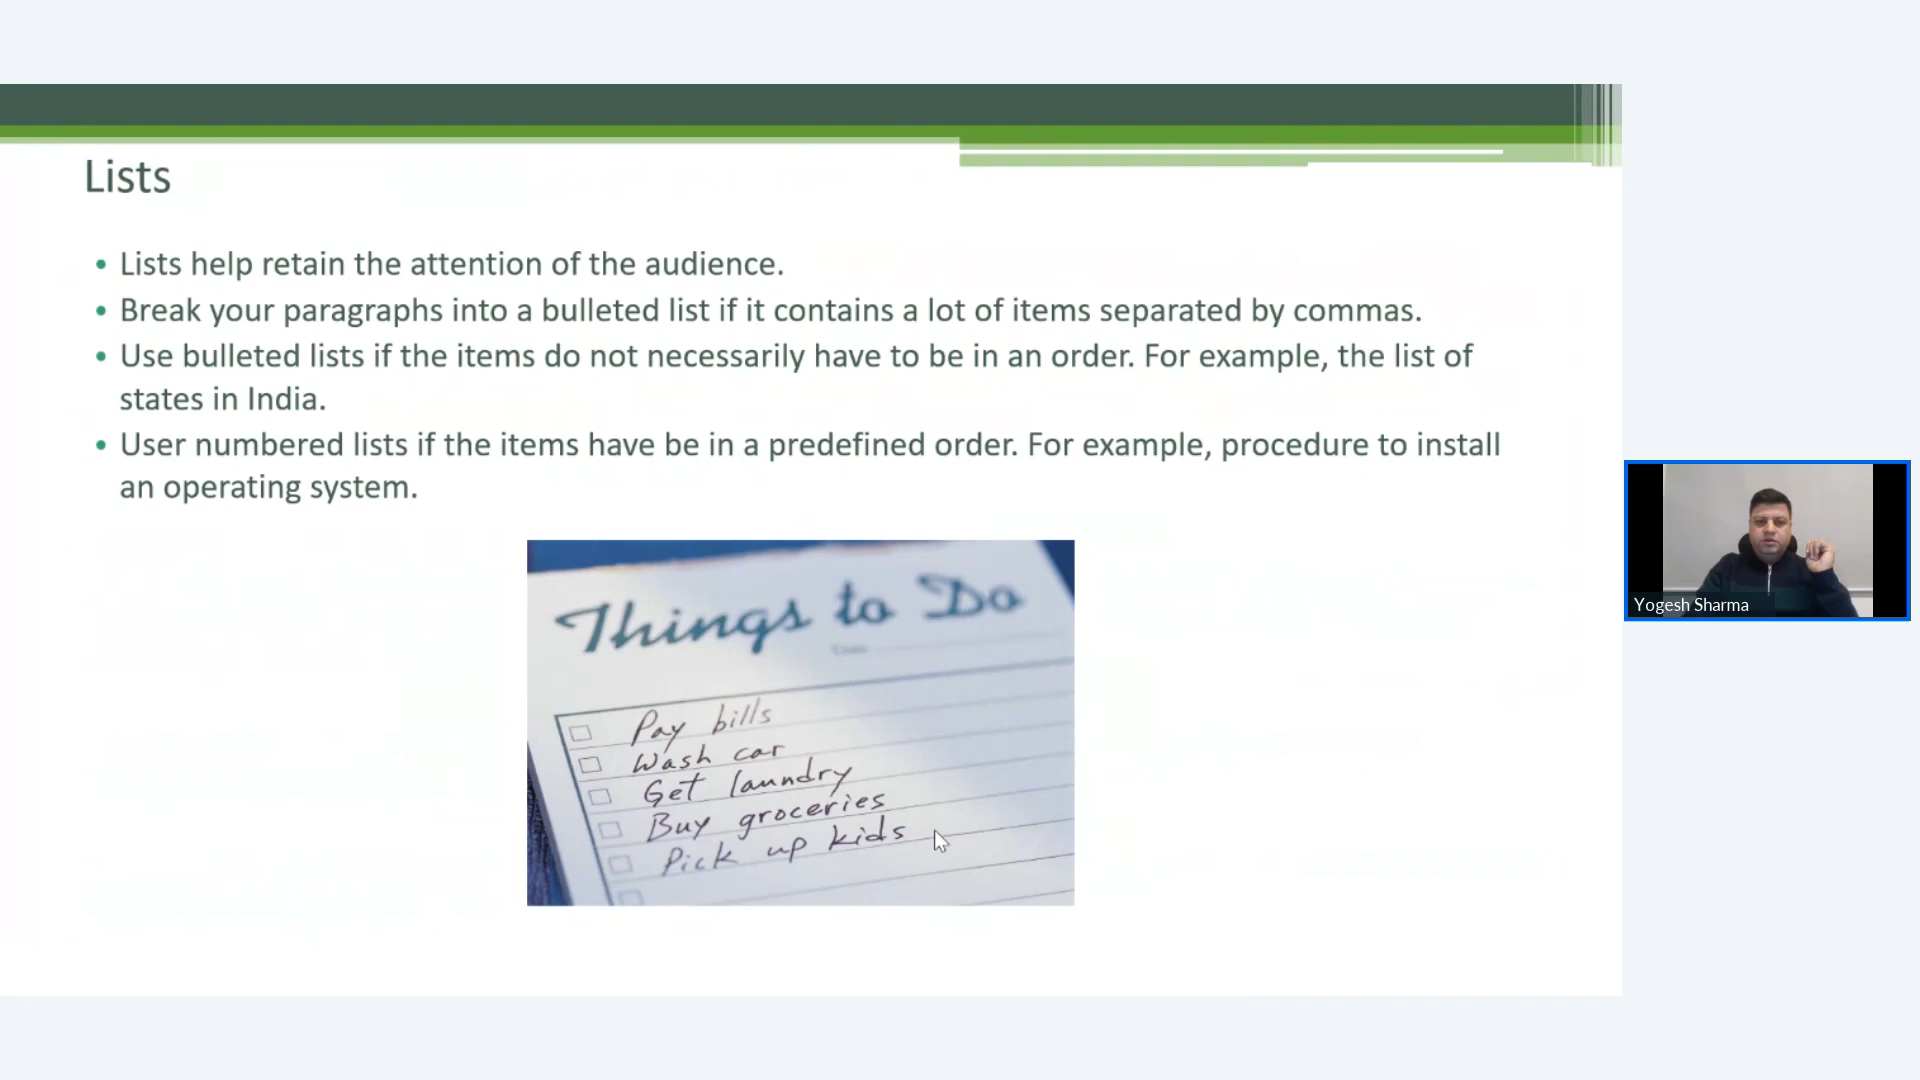 Lists
• Lists help retain the attention of the audience.
• Break your paragraphs into a bulleted list if it contains a lot of items separated by commas.
• Use bulleted lists if the items do not necessarily have to be in an order. For example, the list of
states in India.
• User numbered lists if the items have be in a predefined order. For example, procedure to install
an operating system.
Things to Do
Date
Pay bills
Wash car
Get laundry
Buy groceries
Pick up kids
Yogesh Sharma